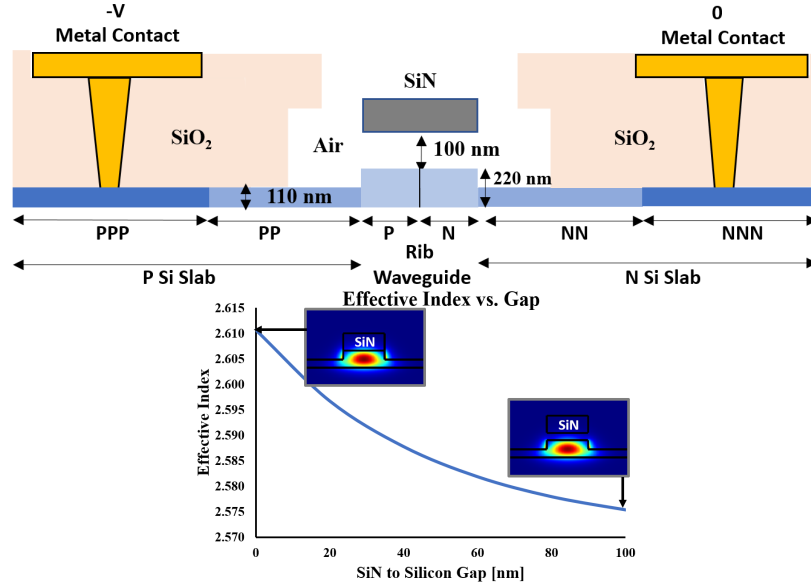 -V
Metal Contact
0
Metal Contact
SiN
SiO2
Air
100 nm
SiO2
110 nm
220 nm
PPP
PP
P
N
NN
NNN
Rib
P Si Slab
Waveguide
N Si Slab
Effective Index vs. Gap
2.615
2.610
2.605
2.600
2.595
2.590
2.585
2.580
2.575
2.570
Effective Index
SiN
SiN
0
20
40
60
80
100
SiN to Silicon Gap [nm]